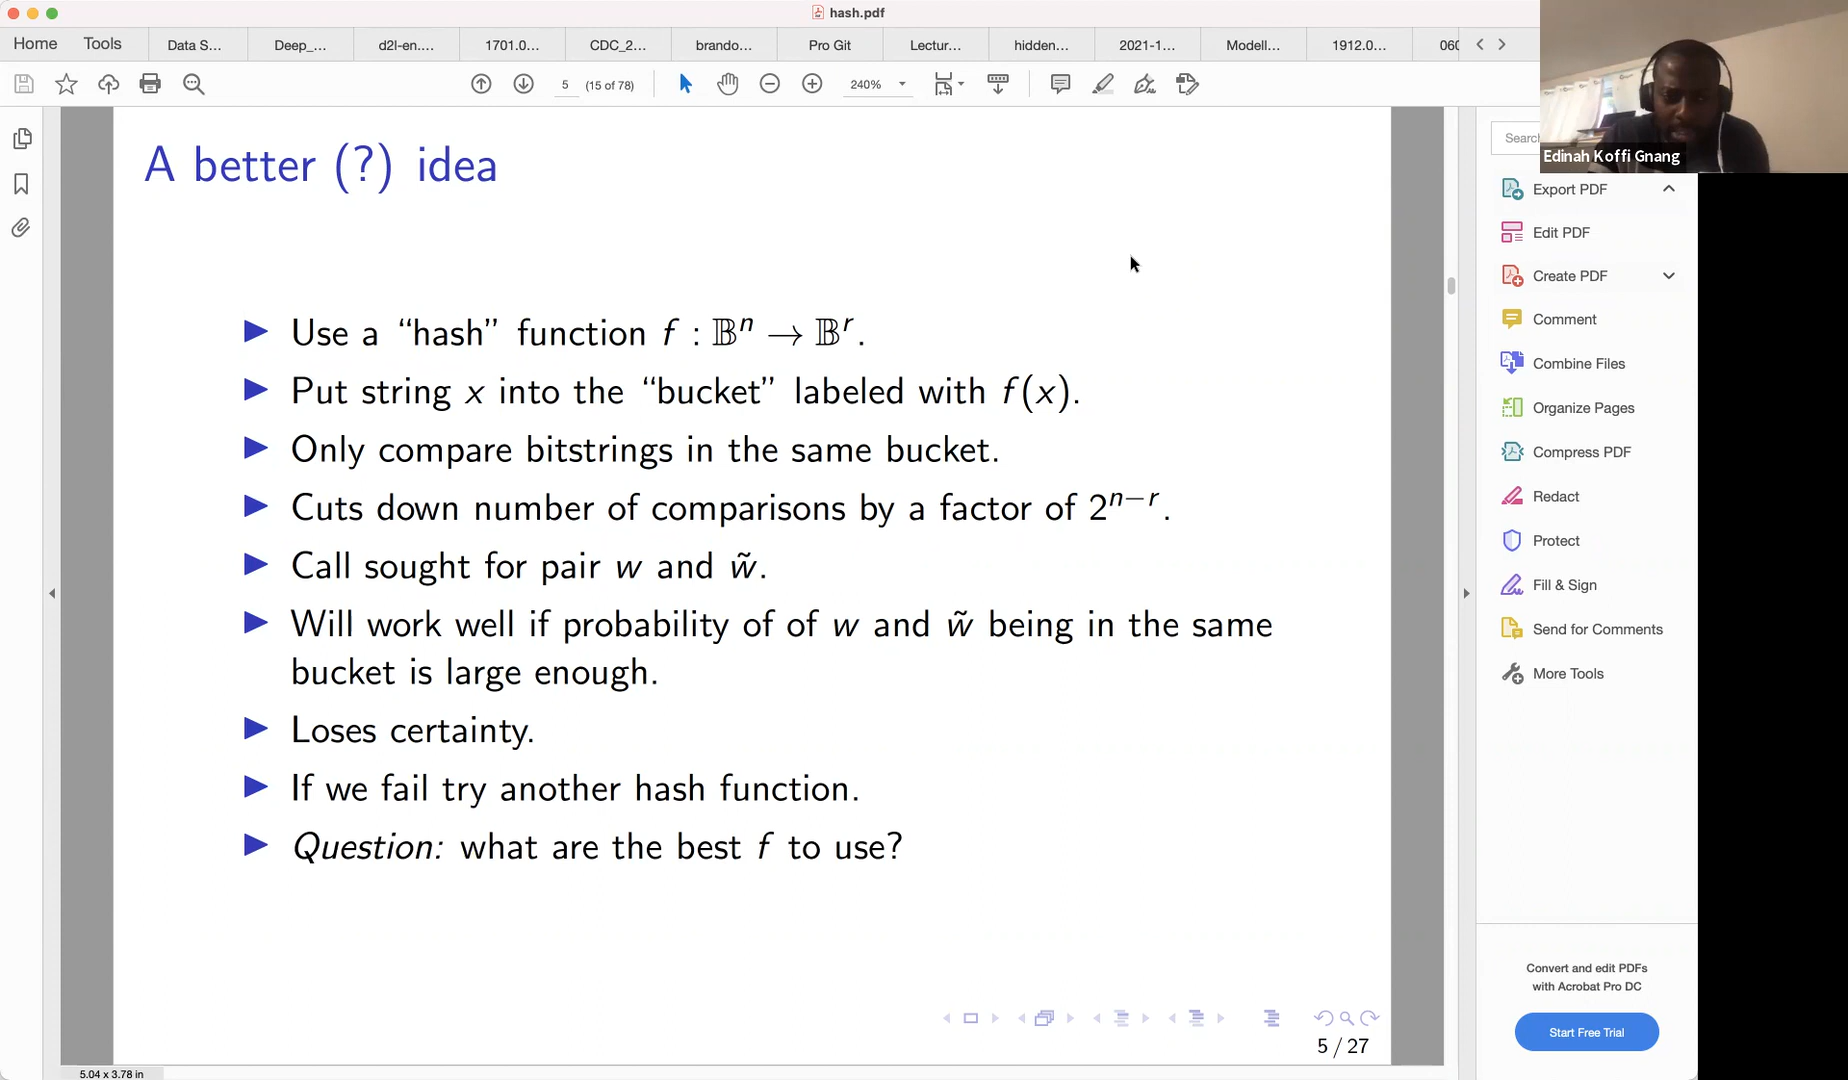 hash.pdf
Home Tools Data S... Deep_... d2l-en.... 1701.0... CDC_2... brando... Pro Git Lectur... hidden... 2021-1... Modell... 1912.0... 060
5 (15 of 78) 240%
Edinah Koffi Gnang
A better (?) idea
▶ Use a “hash” function f : 𝔹ⁿ → 𝔹ʳ.
▶ Put string x into the “bucket” labeled with f(x).
▶ Only compare bitstrings in the same bucket.
▶ Cuts down number of comparisons by a factor of 2ⁿ⁻ʳ.
▶ Call sought for pair w and w̃.
▶ Will work well if probability of of w and w̃ being in the same
bucket is large enough.
▶ Loses certainty.
▶ If we fail try another hash function.
▶ Question: what are the best f to use?
5 / 27
5.04 x 3.78 in
Searc
Export PDF
Edit PDF
Create PDF
Comment
Combine Files
Organize Pages
Compress PDF
Redact
Protect
Fill & Sign
Send for Comments
More Tools
Convert and edit PDFs
with Acrobat Pro DC
Start Free Trial